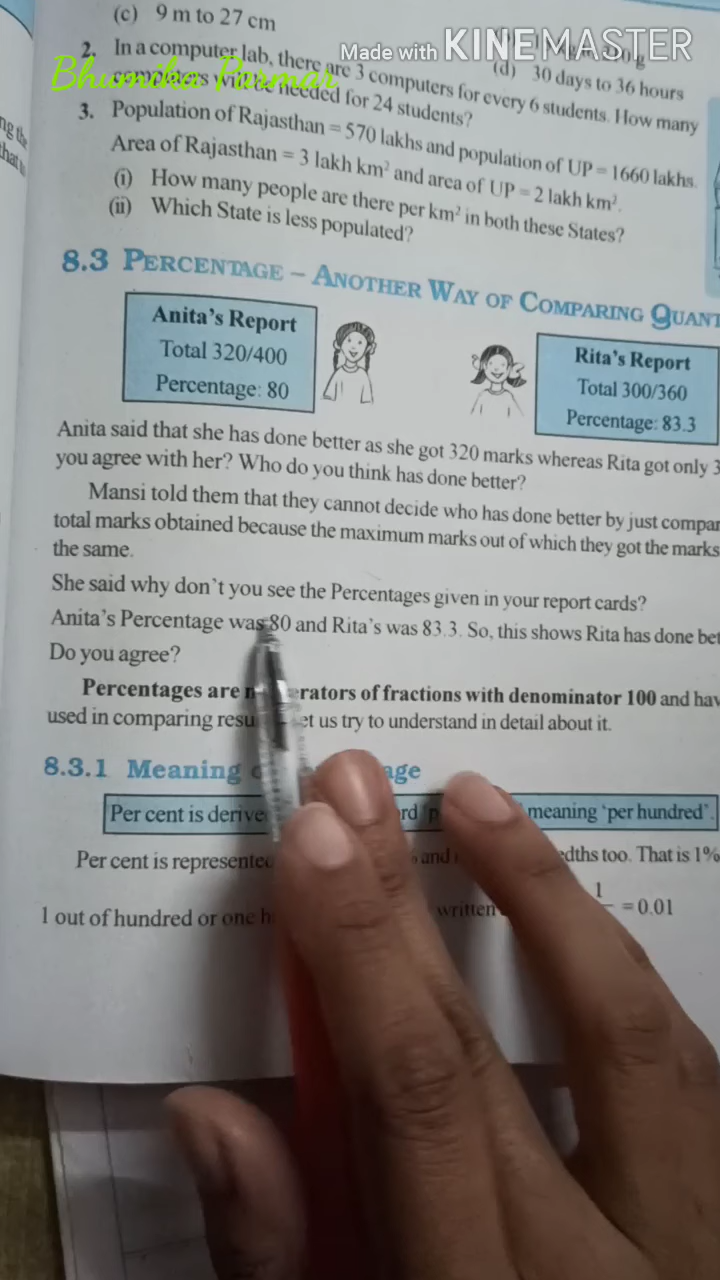 (c) 9 m to 27 cm
Made with KINEMASTER
Bhumika Parmar
(d) 30 days to 36 hours
2. In a computer lab, there are 3 computers for every 6 students. How many
needed for 24 students?
3. Population of Rajasthan = 570 lakhs and population of UP = 1660 lakhs.
Area of Rajasthan = 3 lakh km² and area of UP = 2 lakh km².
(i) How many people are there per km² in both these States?
(ii) Which State is less populated?
8.3 PERCENTAGE – ANOTHER WAY OF COMPARING QUANT
Anita's Report
Total 320/400
Percentage: 80
Rita's Report
Total 300/360
Percentage: 83.3
Anita said that she has done better as she got 320 marks whereas Rita got only 3
you agree with her? Who do you think has done better?
Mansi told them that they cannot decide who has done better by just compar
total marks obtained because the maximum marks out of which they got the marks
the same.
She said why don't you see the Percentages given in your report cards?
Anita's Percentage was 80 and Rita's was 83.3. So, this shows Rita has done bet
Do you agree?
Percentages are n erators of fractions with denominator 100 and hav
used in comparing resu et us try to understand in detail about it.
8.3.1 Meaning age
Per cent is derive rd 'p meaning 'per hundred'.
Per cent is represente and dths too. That is 1%
1 out of hundred or one h written 1 = 0.01